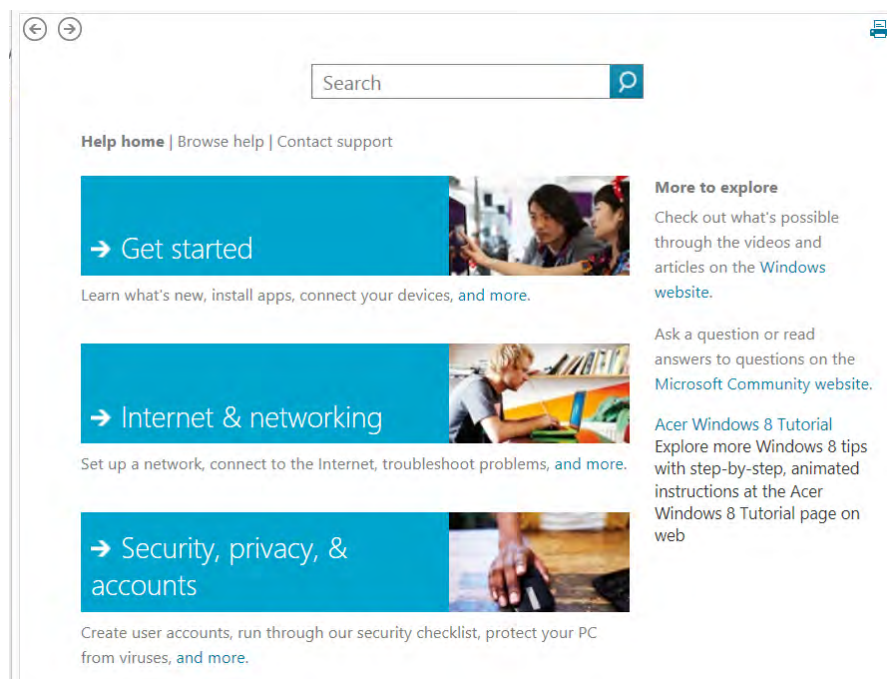 Search
Help home | Browse help | Contact support
Get started
Learn what's new, install apps, connect your devices, and more.
Internet & networking
Set up a network, connect to the Internet, troubleshoot problems, and more.
Security, privacy, &
accounts
Create user accounts, run through our security checklist, protect your PC
from viruses, and more.
More to explore
Check out what's possible
through the videos and
articles on the Windows
website.
Ask a question or read
answers to questions on the
Microsoft Community website.
Acer Windows 8 Tutorial
Explore more Windows 8 tips
with step-by-step, animated
instructions at the Acer
Windows 8 Tutorial page on
web